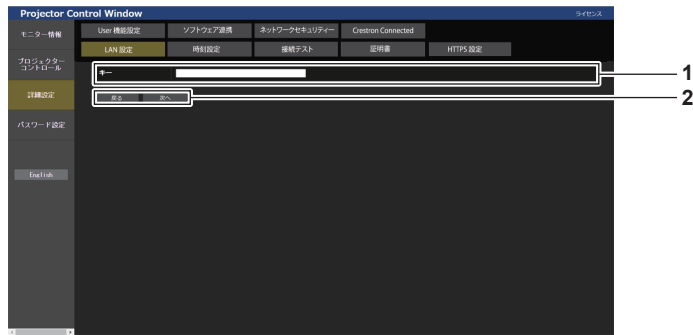 Projector Control Window
ライセンス
モニター情報
User 機能設定
ソフトウェア連携
ネットワークセキュリティー
Crestron Connected
LAN 設定
時刻設定
接続テスト
証明書
HTTPS 設定
プロジェクター
コントロール
キー
1
詳細設定
戻る
次へ
2
パスワード設定
English